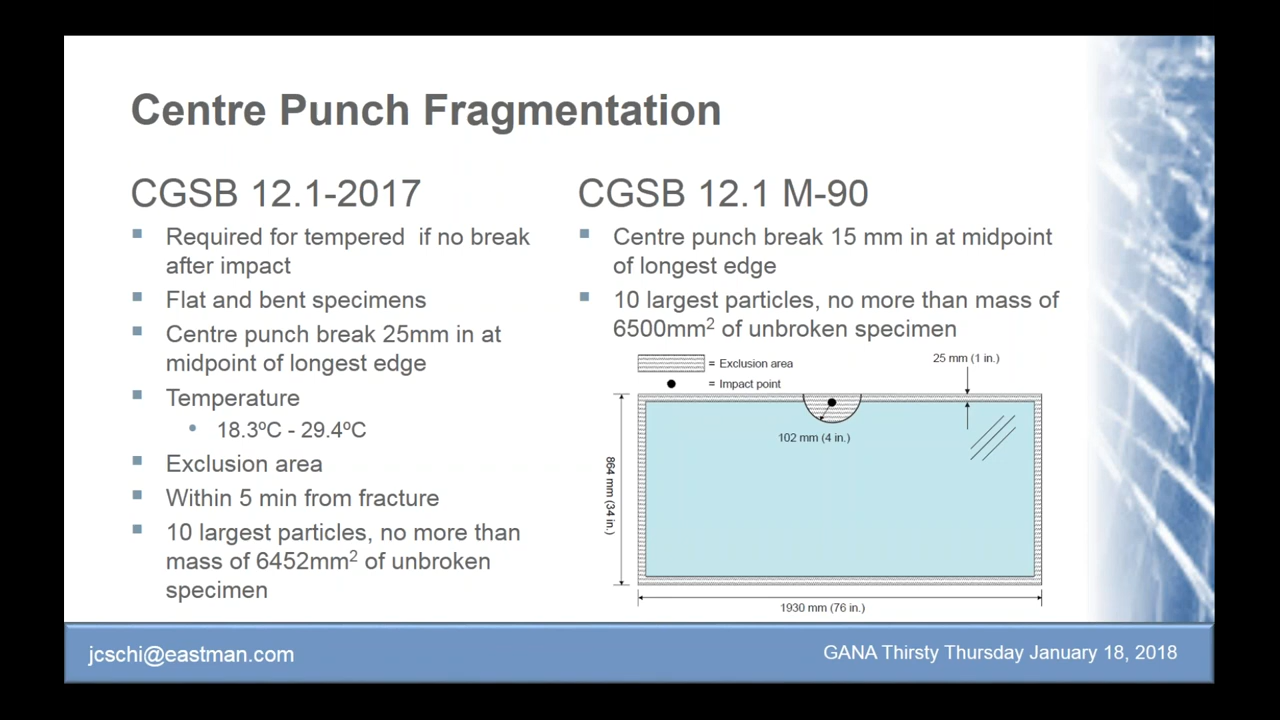 Centre Punch Fragmentation
CGSB 12.1-2017
Required for tempered if no break
after impact
Flat and bent specimens
Centre punch break 25mm in at
midpoint of longest edge
Temperature
18.3ºC - 29.4ºC
Exclusion area
Within 5 min from fracture
10 largest particles, no more than
mass of 6452mm² of unbroken
specimen
CGSB 12.1 M-90
Centre punch break 15 mm in at midpoint
of longest edge
10 largest particles, no more than mass of
6500mm² of unbroken specimen
= Exclusion area
= Impact point
25 mm (1 in.)
102 mm (4 in.)
864 mm (34 in.)
1930 mm (76 in.)
jcschi@eastman.com
GANA Thirsty Thursday January 18, 2018